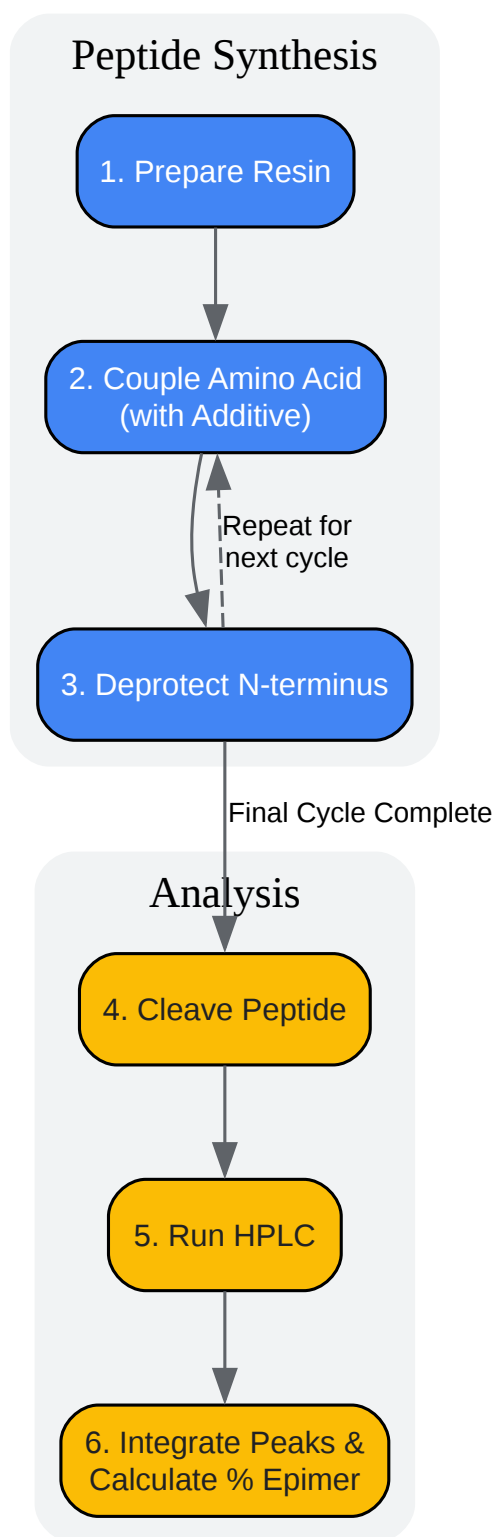 Peptide Synthesis
1. Prepare Resin
2. Couple Amino Acid
(with Additive)
Repeat for
next cycle
3. Deprotect N-terminus
Final Cycle Complete
Analysis
4. Cleave Peptide
5. Run HPLC
6. Integrate Peaks &
Calculate % Epimer